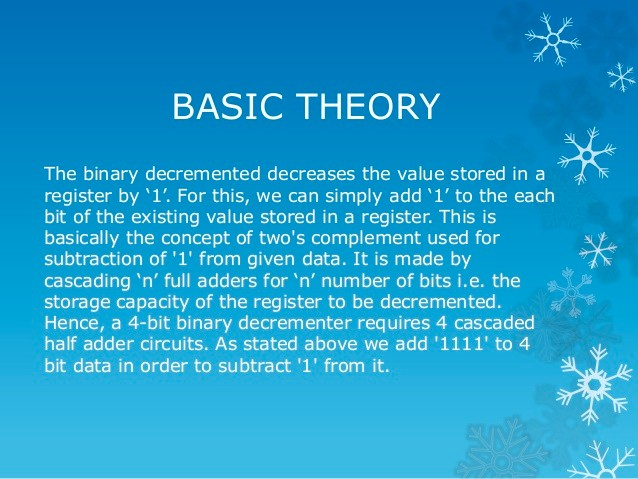 BASIC THEORY
The binary decremented decreases the value stored in a
register by ‘1’. For this, we can simply add ‘1’ to the each
bit of the existing value stored in a register. This is
basically the concept of two's complement used for
subtraction of '1' from given data. It is made by
cascading ‘n’ full adders for ‘n’ number of bits i.e. the
storage capacity of the register to be decremented.
Hence, a 4-bit binary decrementer requires 4 cascaded
half adder circuits. As stated above we add '1111' to 4
bit data in order to subtract '1' from it.